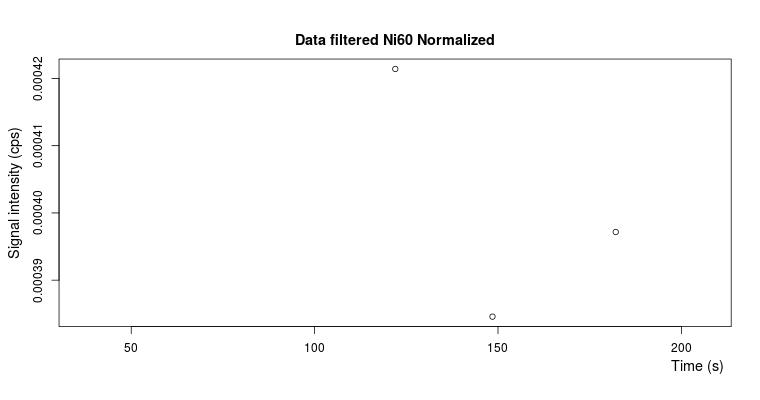 Data filtered Ni60 Normalized
Signal intensity (cps)
0.00042
0.00041
0.00040
0.00039
50
100
150
200
Time (s)